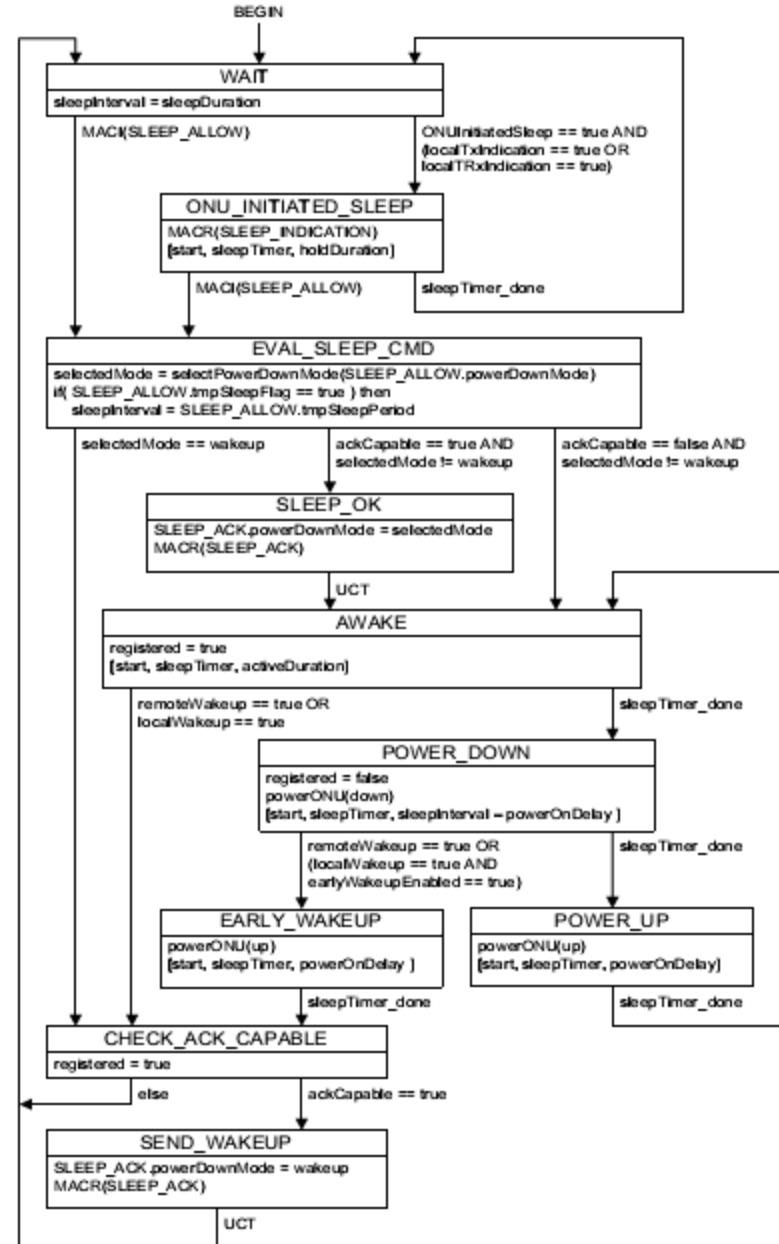 BEGIN
WAIT
sleepInterval = sleepDuration
MACI(SLEEP_ALLOW)
ONUInitiatedSleep == true AND
(localTxIndication == true OR
localTRxIndication == true)
ONU_INITIATED_SLEEP
MACR(SLEEP_INDICATION)
[start, sleepTimer, holdDuration]
MACI(SLEEP_ALLOW)
sleepTimer_done
EVAL_SLEEP_CMD
selectedMode = selectPowerDownMode(SLEEP_ALLOW.powerDownMode)
if( SLEEP_ALLOW.tmpSleepFlag == true ) then
sleepInterval = SLEEP_ALLOW.tmpSleepPeriod
selectedMode == wakeup
ackCapable == true AND
selectedMode != wakeup
ackCapable == false AND
selectedMode != wakeup
SLEEP_OK
SLEEP_ACK.powerDownMode = selectedMode
MACR(SLEEP_ACK)
UCT
AWAKE
registered = true
[start, sleepTimer, activeDuration]
remoteWakeup == true OR
localWakeup == true
sleepTimer_done
POWER_DOWN
registered = false
powerONU(down)
[start, sleepTimer, sleepInterval – powerOnDelay ]
remoteWakeup == true OR
(localWakeup == true AND
earlyWakeupEnabled == true)
sleepTimer_done
EARLY_WAKEUP
powerONU(up)
[start, sleepTimer, powerOnDelay ]
POWER_UP
powerONU(up)
[start, sleepTimer, powerOnDelay]
sleepTimer_done
sleepTimer_done
CHECK_ACK_CAPABLE
registered = true
else
ackCapable == true
SEND_WAKEUP
SLEEP_ACK.powerDownMode = wakeup
MACR(SLEEP_ACK)
UCT